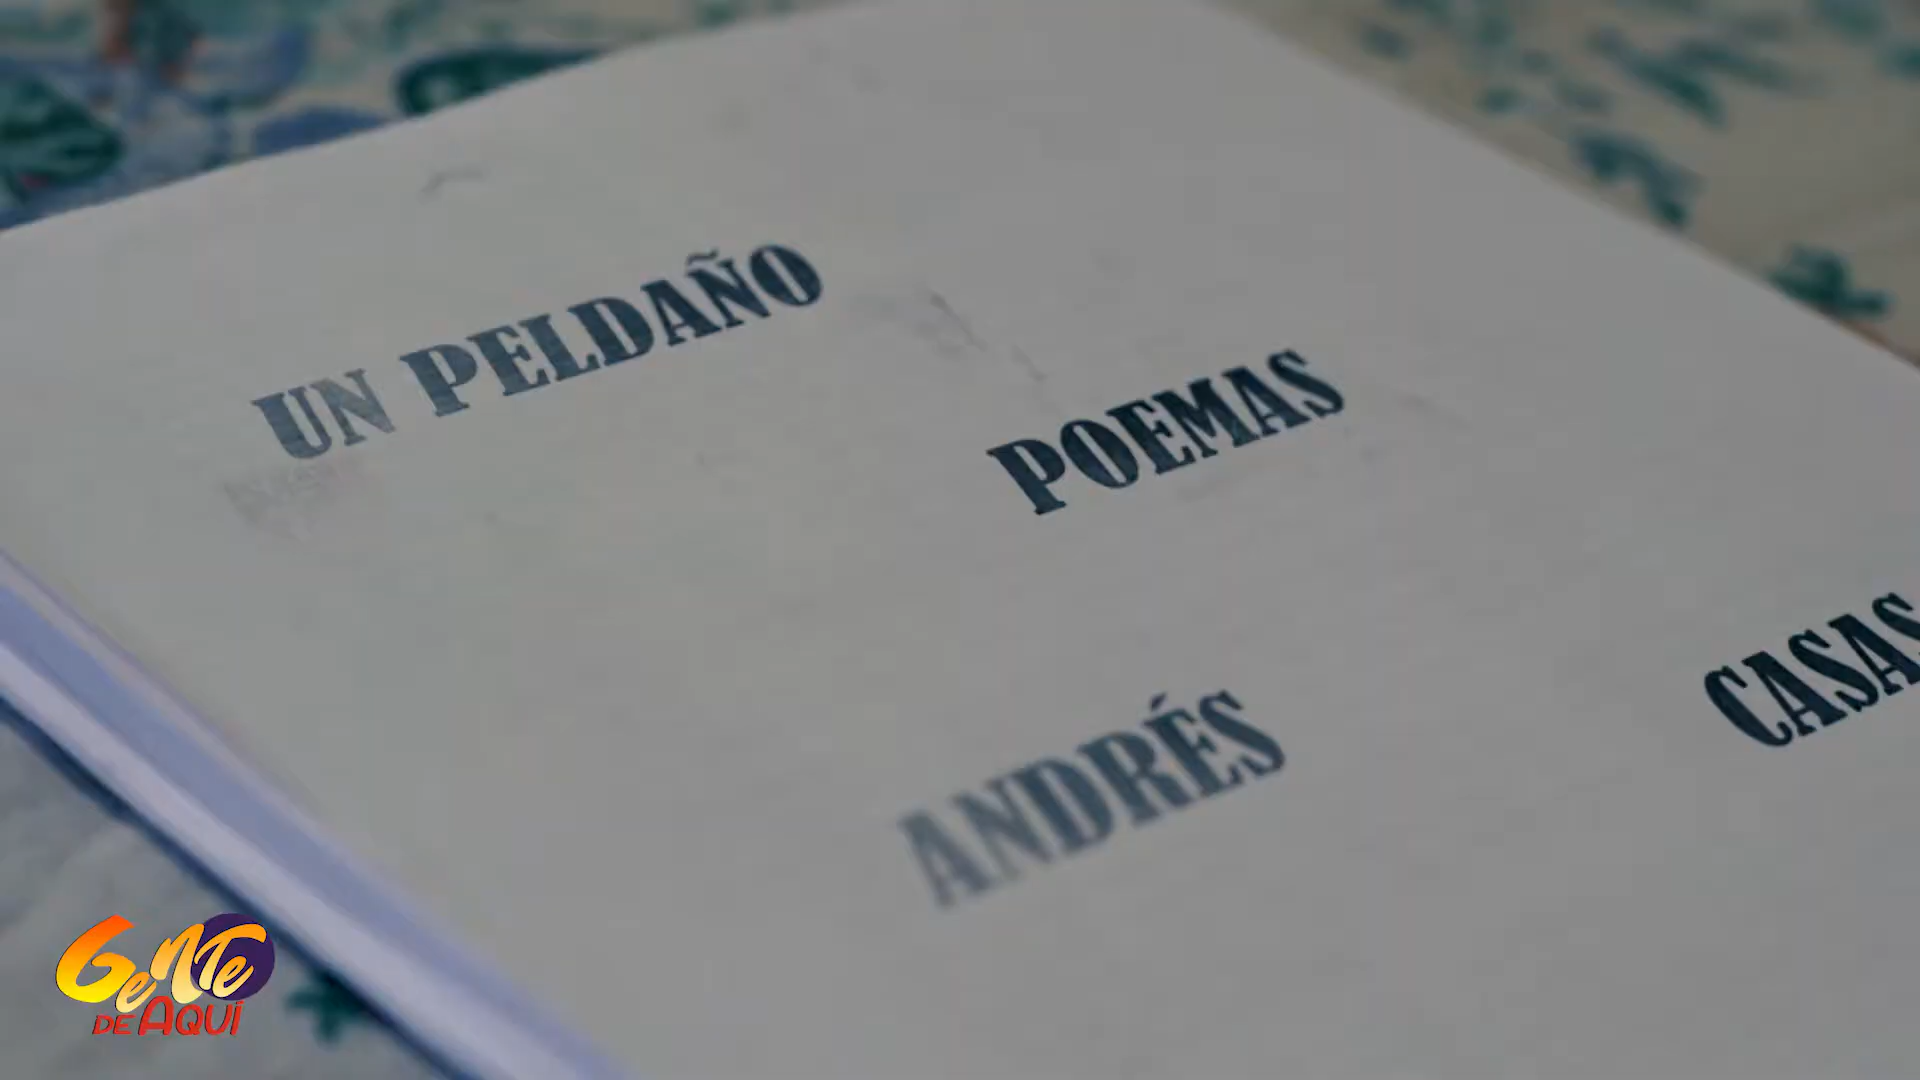 UN PELDAÑO
POEMAS
ANDRÉS
CASAS
GeNTe
DE AQUÍ